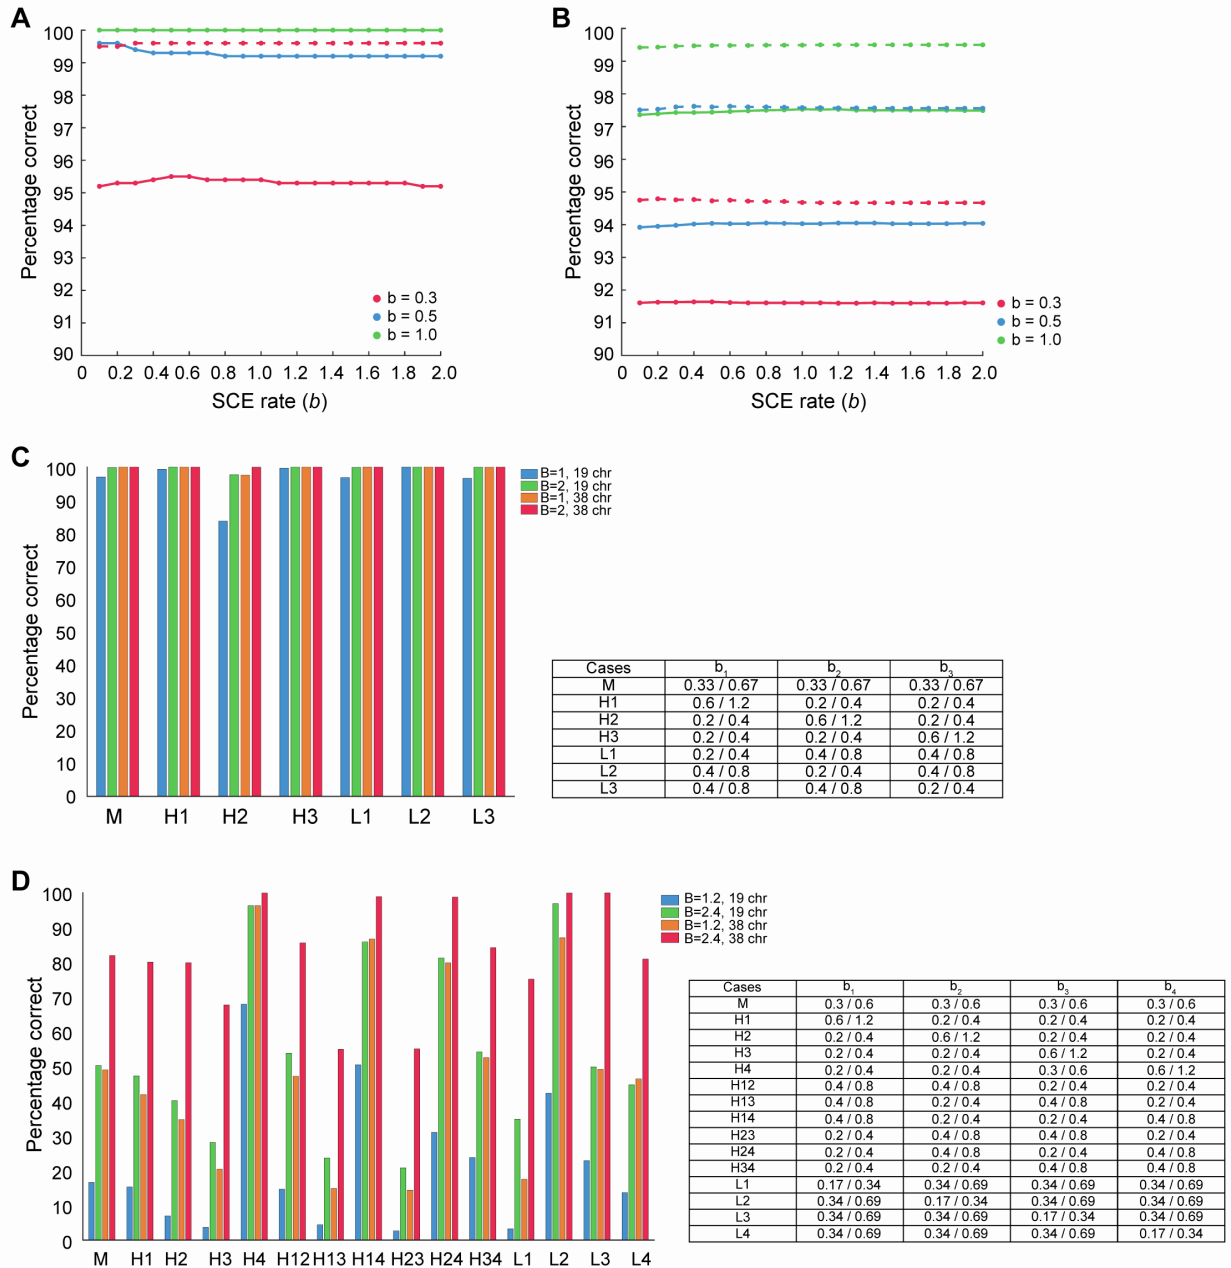 A
100
99
98
97
96
95
94
93
92
91
90
Percentage correct
b = 0.3
b = 0.5
b = 1.0
0 0.2 0.4 0.6 0.8 1.0 1.2 1.4 1.6 1.8 2.0
SCE rate (b)
B
100
99
98
97
96
95
94
93
92
91
90
Percentage correct
b = 0.3
b = 0.5
b = 1.0
0 0.2 0.4 0.6 0.8 1.0 1.2 1.4 1.6 1.8 2.0
SCE rate (b)
C
100
90
80
70
60
50
40
30
20
10
0
Percentage correct
B=1, 19 chr
B=2, 19 chr
B=1, 38 chr
B=2, 38 chr
M H1 H2 H3 L1 L2 L3
Cases b1 b2 b3
M 0.33 / 0.67 0.33 / 0.67 0.33 / 0.67
H1 0.6 / 1.2 0.2 / 0.4 0.2 / 0.4
H2 0.2 / 0.4 0.6 / 1.2 0.2 / 0.4
H3 0.2 / 0.4 0.2 / 0.4 0.6 / 1.2
L1 0.2 / 0.4 0.4 / 0.8 0.4 / 0.8
L2 0.4 / 0.8 0.2 / 0.4 0.4 / 0.8
L3 0.4 / 0.8 0.4 / 0.8 0.2 / 0.4
D
100
90
80
70
60
50
40
30
20
10
0
Percentage correct
B=1.2, 19 chr
B=2.4, 19 chr
B=1.2, 38 chr
B=2.4, 38 chr
M H1 H2 H3 H4 H12 H13 H14 H23 H24 H34 L1 L2 L3 L4
Cases b1 b2 b3 b4
M 0.3 / 0.6 0.3 / 0.6 0.3 / 0.6 0.3 / 0.6
H1 0.6 / 1.2 0.2 / 0.4 0.2 / 0.4 0.2 / 0.4
H2 0.2 / 0.4 0.6 / 1.2 0.2 / 0.4 0.2 / 0.4
H3 0.2 / 0.4 0.2 / 0.4 0.6 / 1.2 0.2 / 0.4
H4 0.2 / 0.4 0.2 / 0.4 0.3 / 0.6 0.6 / 1.2
H12 0.4 / 0.8 0.4 / 0.8 0.2 / 0.4 0.2 / 0.4
H13 0.4 / 0.8 0.2 / 0.4 0.4 / 0.8 0.2 / 0.4
H14 0.4 / 0.8 0.2 / 0.4 0.2 / 0.4 0.4 / 0.8
H23 0.2 / 0.4 0.4 / 0.8 0.4 / 0.8 0.2 / 0.4
H24 0.2 / 0.4 0.4 / 0.8 0.2 / 0.4 0.4 / 0.8
H34 0.2 / 0.4 0.2 / 0.4 0.4 / 0.8 0.4 / 0.8
L1 0.17 / 0.34 0.34 / 0.69 0.34 / 0.69 0.34 / 0.69
L2 0.34 / 0.69 0.17 / 0.34 0.34 / 0.69 0.34 / 0.69
L3 0.34 / 0.69 0.34 / 0.69 0.17 / 0.34 0.34 / 0.69
L4 0.34 / 0.69 0.34 / 0.69 0.34 / 0.69 0.17 / 0.34